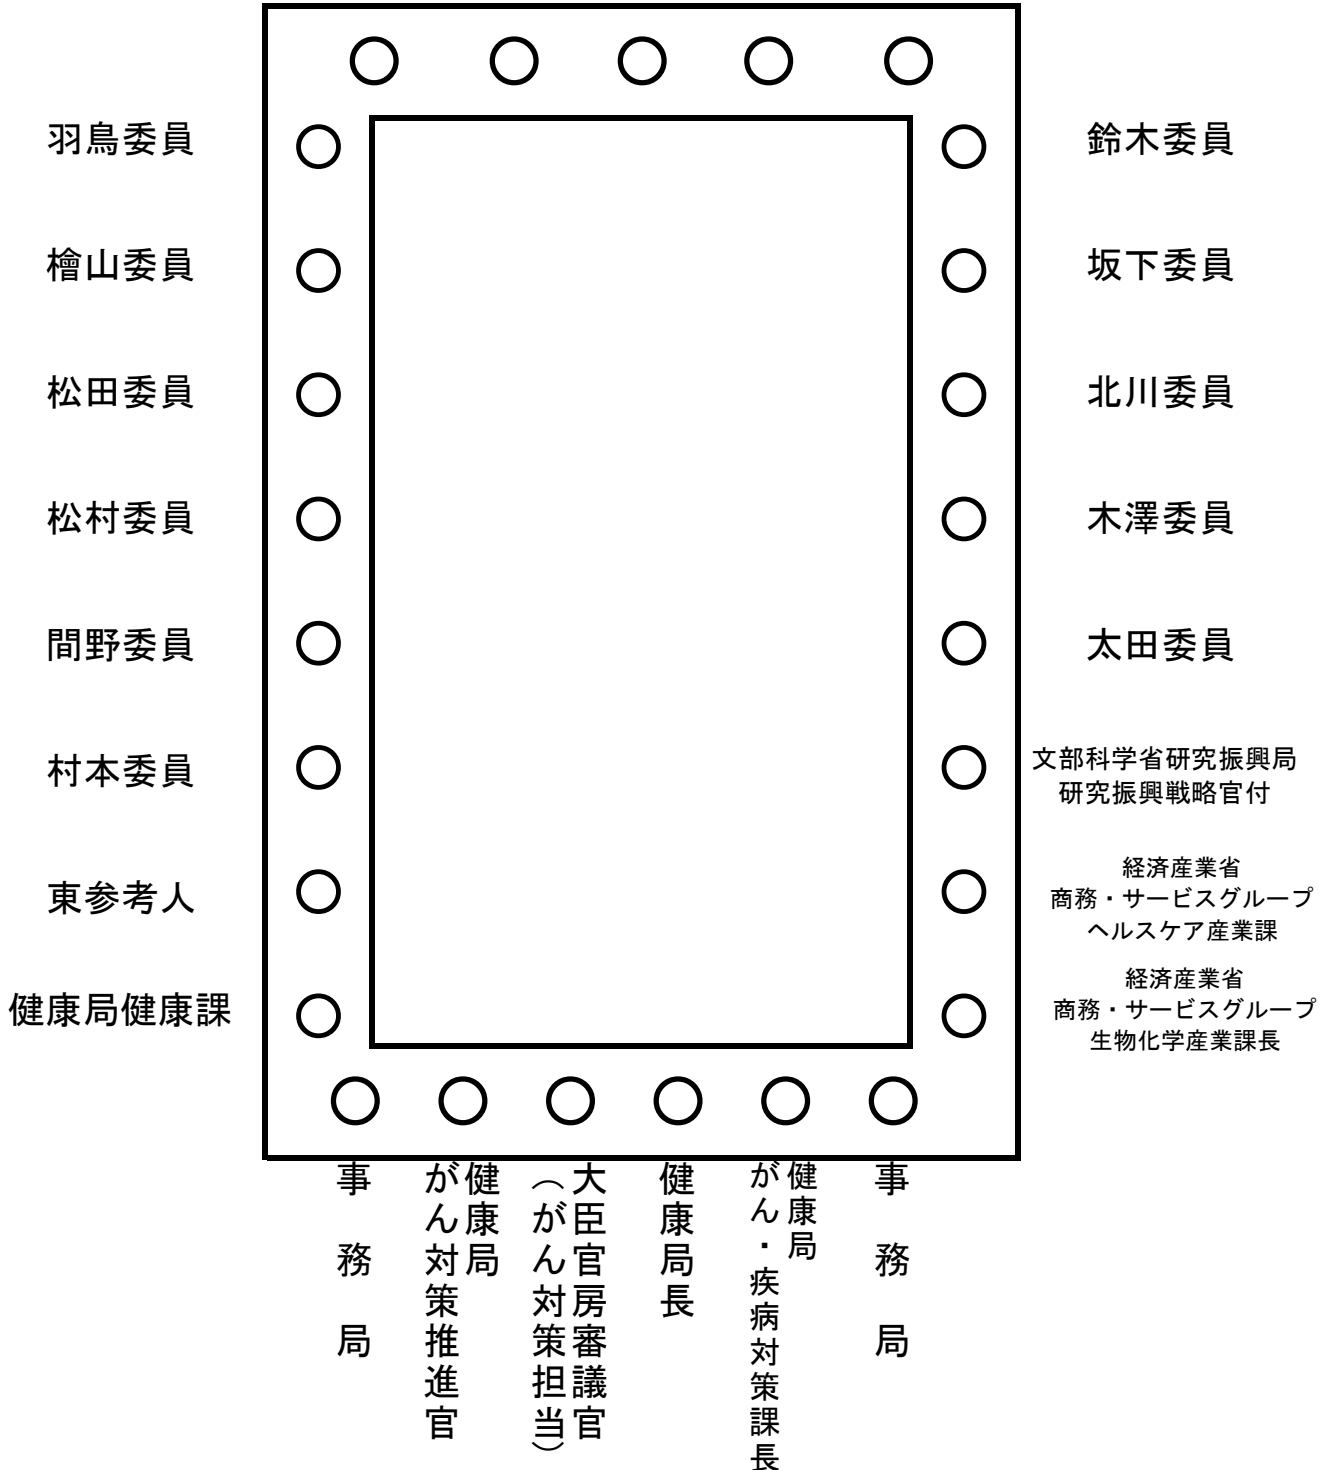 羽鳥委員
檜山委員
松田委員
松村委員
間野委員
村本委員
東参考人
健康局健康課
鈴木委員
坂下委員
北川委員
木澤委員
太田委員
文部科学省研究振興局
研究振興戦略官付
経済産業省
商務・サービスグループ
ヘルスケア産業課
経済産業省
商務・サービスグループ
生物化学産業課長
事務局
健康局
がん・疾病対策課長
健康局長
大臣官房審議官
（がん対策担当）
健康局
がん対策推進官
事務局